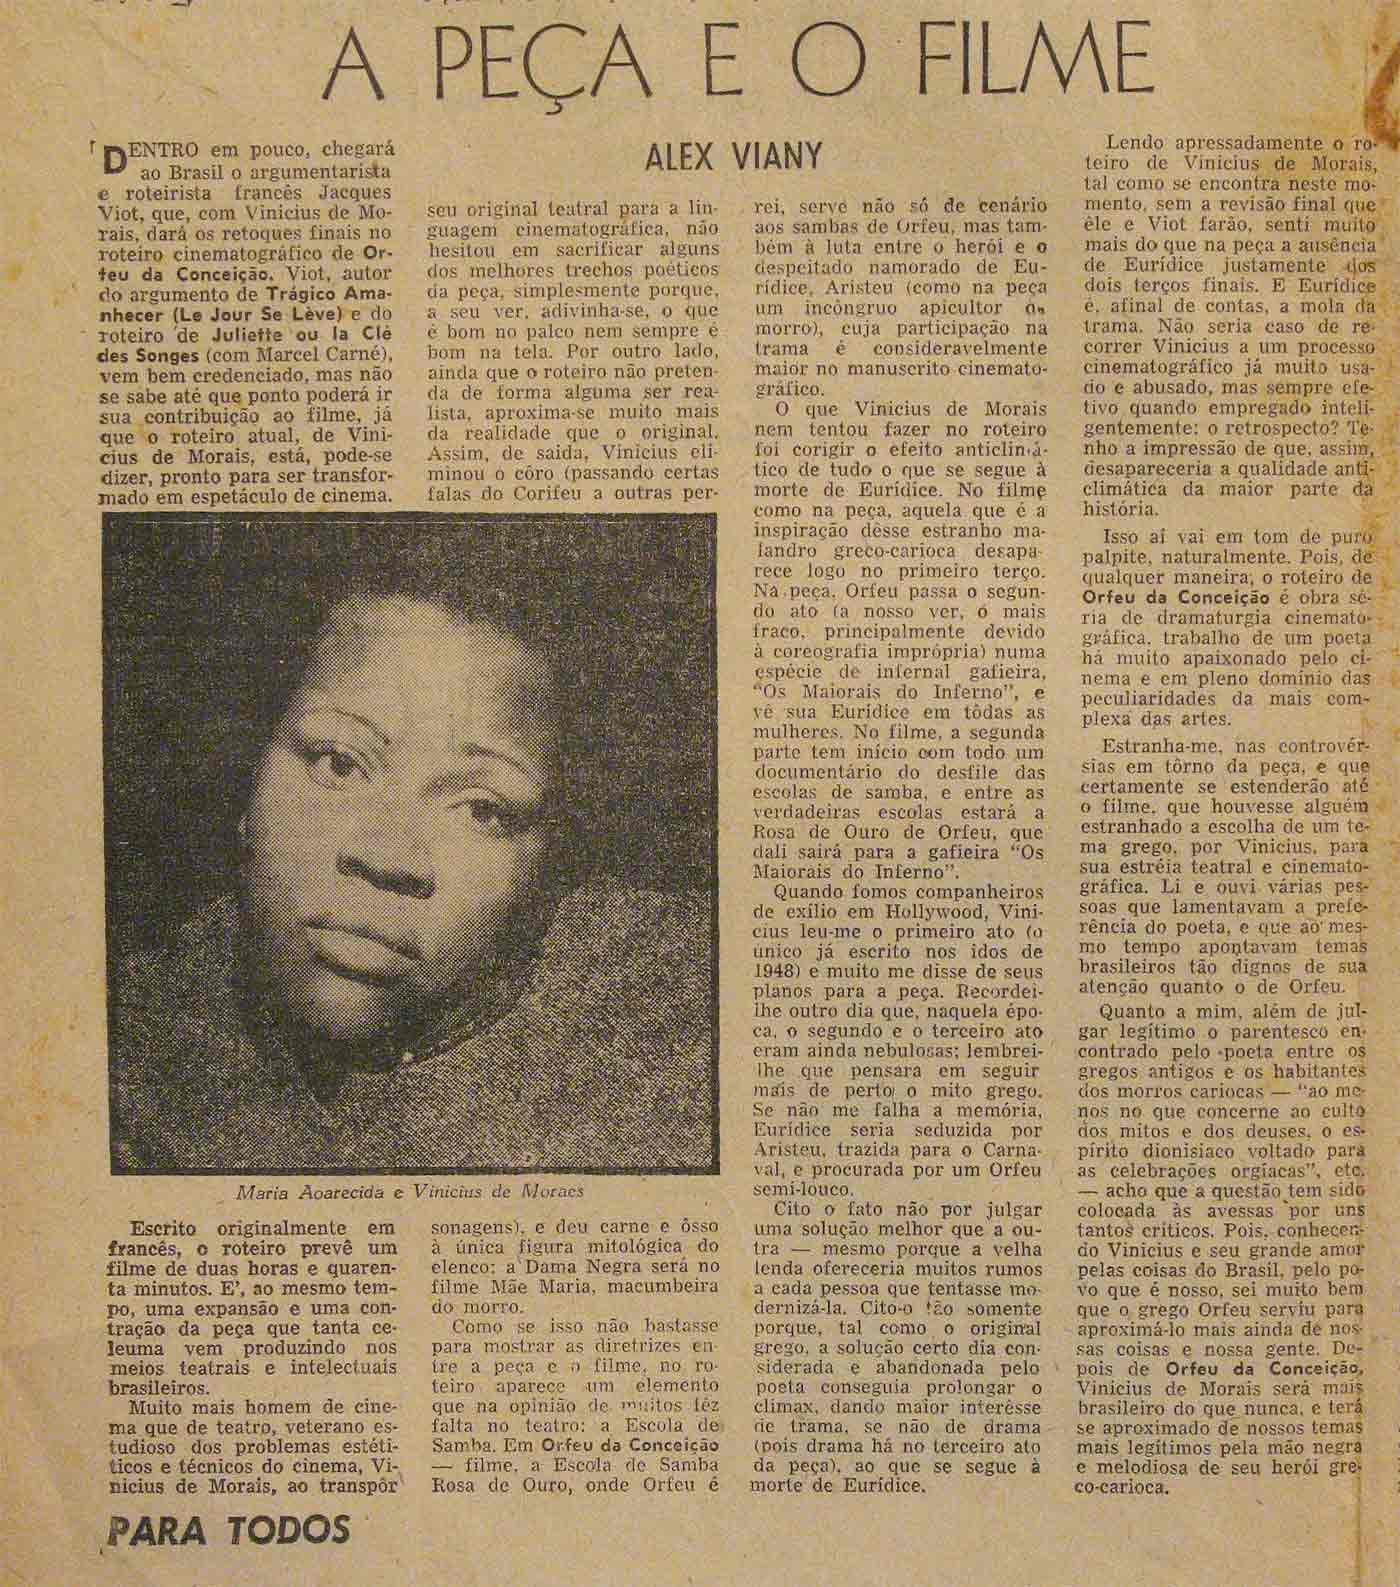 A PEÇA E O FILME
ALEX VIANY
DENTRO em pouco, chegará
ao Brasil o argumentarista
e roteirista francês Jacques
Viot, que, com Vinicius de Mo-
rais, dará os retoques finais no
roteiro cinematográfico de Or-
feu da Conceição. Viot, autor
do argumento de Trágico Ama-
nhecer (Le Jour Se Lève) e do
roteiro de Juliette ou la Clé
des Songes (com Marcel Carné),
vem bem credenciado, mas não
se sabe até que ponto poderá ir
sua contribuição ao filme, já
que o roteiro atual, de Viní-
cius de Morais, está, pode-se
dizer, pronto para ser transfor-
mado em espetáculo de cinema.
Escrito originalmente em
francês, o roteiro prevê um
filme de duas horas e quaren-
ta minutos. E', ao mesmo tem-
po, uma expansão e uma con-
tração da peça que tanta ce-
leuma vem produzindo nos
meios teatrais e intelectuais
brasileiros.
Muito mais homem de cine-
ma que de teatro, veterano es-
tudioso dos problemas estéti-
ticos e técnicos do cinema, Vi-
nicius de Morais, ao transpôr
seu original teatral para a lin-
guagem cinematográfica, não
hesitou em sacrificar alguns
dos melhores trechos poéticos
da peça, simplesmente porque,
a seu ver, adivinha-se, o que
é bom no palco nem sempre é
bom na tela. Por outro lado,
ainda que o roteiro não preten-
da de forma alguma ser rea-
lista, aproxima-se muito mais
da realidade que o original.
Assim, de saida, Vinicius eli-
minou o côro (passando certas
falas do Corifeu a outras per-
Maria Aparecida e Vinicius de Moraes
sonagens), e deu carne e ôsso
à única figura mitológica do
elenco: a Dama Negra será no
filme Mãe Maria, macumbeira
do morro.
Como se isso não bastasse
para mostrar as diretrizes en-
tre a peça e o filme, no ro-
teiro aparece um elemento
que na opinião de muitos fêz
falta no teatro: a Escola de
Samba. Em Orfeu da Conceição
— filme, a Escola de Samba
Rosa de Ouro, onde Orfeu é
rei, serve não só de cenário
aos sambas de Orfeu, mas tam-
bém à luta entre o herói e o
despeitado namorado de Eu-
rídice, Aristeu (como na peça
um incôngruo apicultor do
morro), cuja participação na
trama é consideravelmente
maior no manuscrito cinemato-
gráfico.
O que Vinicius de Morais
nem tentou fazer no roteiro
foi corigir o efeito anticlimá-
tico de tudo o que se segue à
morte de Eurídice. No filme
como na peça, aquela que é a
inspiração dêsse estranho ma-
landro greco-carioca desapa-
rece logo no primeiro terço.
Na peça, Orfeu passa o segun-
do ato (a nosso ver, o mais
fraco, principalmente devido
à coreografia imprópria) numa
espécie de infernal gafieira,
"Os Maiorais do Inferno", e
vê sua Eurídice em tôdas as
mulheres. No filme, a segunda
parte tem início com todo um
documentário do desfile das
escolas de samba, e entre as
verdadeiras escolas estará a
Rosa de Ouro de Orfeu, que
dali sairá para a gafieira "Os
Maiorais do Inferno".
Quando fomos companheiros
de exílio em Hollywood, Vini-
cius leu-me o primeiro ato (o
único já escrito nos idos de
1948) e muito me disse de seus
planos para a peça. Recordei-
lhe outro dia que, naquela épo-
ca, o segundo e o terceiro ato
eram ainda nebulosas; lembrei-
lhe que pensara em seguir
mais de perto o mito grego.
Se não me falha a memória,
Eurídice seria seduzida por
Aristeu, trazida para o Carna-
val, e procurada por um Orfeu
semi-louco.
Cito o fato não por julgar
uma solução melhor que a ou-
tra — mesmo porque a velha
lenda ofereceria muitos rumos
a cada pessoa que tentasse mo-
dernizá-la. Cito-o tão somente
porque, tal como o original
grego, a solução certo dia con-
siderada e abandonada pelo
poeta conseguia prolongar o
clímax, dando maior interêsse
de trama, se não de drama
(pois drama há no terceiro ato
da peça), ao que se segue à
morte de Eurídice.
Lendo apressadamente o ro-
teiro de Vinicius de Morais,
tal como se encontra neste mo-
mento, sem a revisão final que
êle e Viot farão, senti muito
mais do que na peça a ausência
de Eurídice justamente dos
dois terços finais. E Eurídice
é, afinal de contas, a mola da
trama. Não seria caso de re-
correr Vinicius a um processo
cinematográfico já muito usa-
do e abusado, mas sempre efe-
tivo quando empregado inteli-
gentemente: o retrospecto? Te-
nho a impressão de que, assim,
desapareceria a qualidade anti-
climática da maior parte da
história.
Isso aí vai em tom de puro
palpite, naturalmente. Pois, de
qualquer maneira, o roteiro de
Orfeu da Conceição é obra sé-
ria de dramaturgia cinemato-
gráfica, trabalho de um poeta
há muito apaixonado pelo ci-
nema e em pleno domínio das
peculiaridades da mais com-
plexa das artes.
Estranha-me, nas controvér-
sias em tôrno da peça, e que
certamente se estenderão até
o filme, que houvesse alguém
estranhado a escolha de um te-
ma grego, por Vinicius, para
sua estréia teatral e cinemato-
gráfica. Li e ouvi várias pes-
soas que lamentavam a prefe-
rência do poeta, e que ao mes-
mo tempo apontavam temas
brasileiros tão dignos de sua
atenção quanto o de Orfeu.
Quanto a mim, além de jul-
gar legítimo o parentesco en-
contrado pelo poeta entre os
gregos antigos e os habitantes
dos morros cariocas — "ao me-
nos no que concerne ao culto
dos mitos e dos deuses, o es-
pírito dionisíaco voltado para
as celebrações orgíacas", etc.
— acho que a questão tem sido
colocada às avessas por uns
tantos críticos. Pois, conhecen-
do Vinicius e seu grande amor
pelas coisas do Brasil, pelo po-
vo que é nosso, sei muito bem
que o grego Orfeu serviu para
aproximá-lo mais ainda de nos-
sas coisas e nossa gente. De-
pois de Orfeu da Conceição,
Vinicius de Morais será mais
brasileiro do que nunca, e terá
se aproximado de nossos temas
mais legítimos pela mão negra
e melodiosa de seu herói gre-
co-carioca.
PARA TODOS